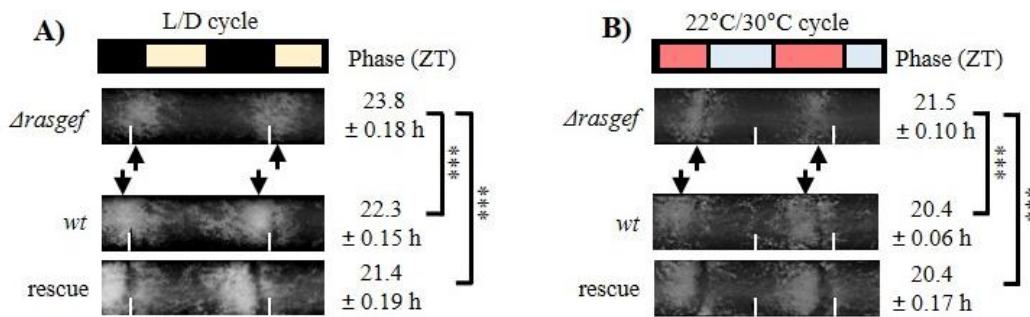 A)
L/D cycle
Phase (ZT)
Δrasgef
23.8
± 0.18 h
wt
22.3
± 0.15 h
rescue
21.4
± 0.19 h
***
***
B)
22°C/30°C cycle
Phase (ZT)
Δrasgef
21.5
± 0.10 h
wt
20.4
± 0.06 h
rescue
20.4
± 0.17 h
***
***